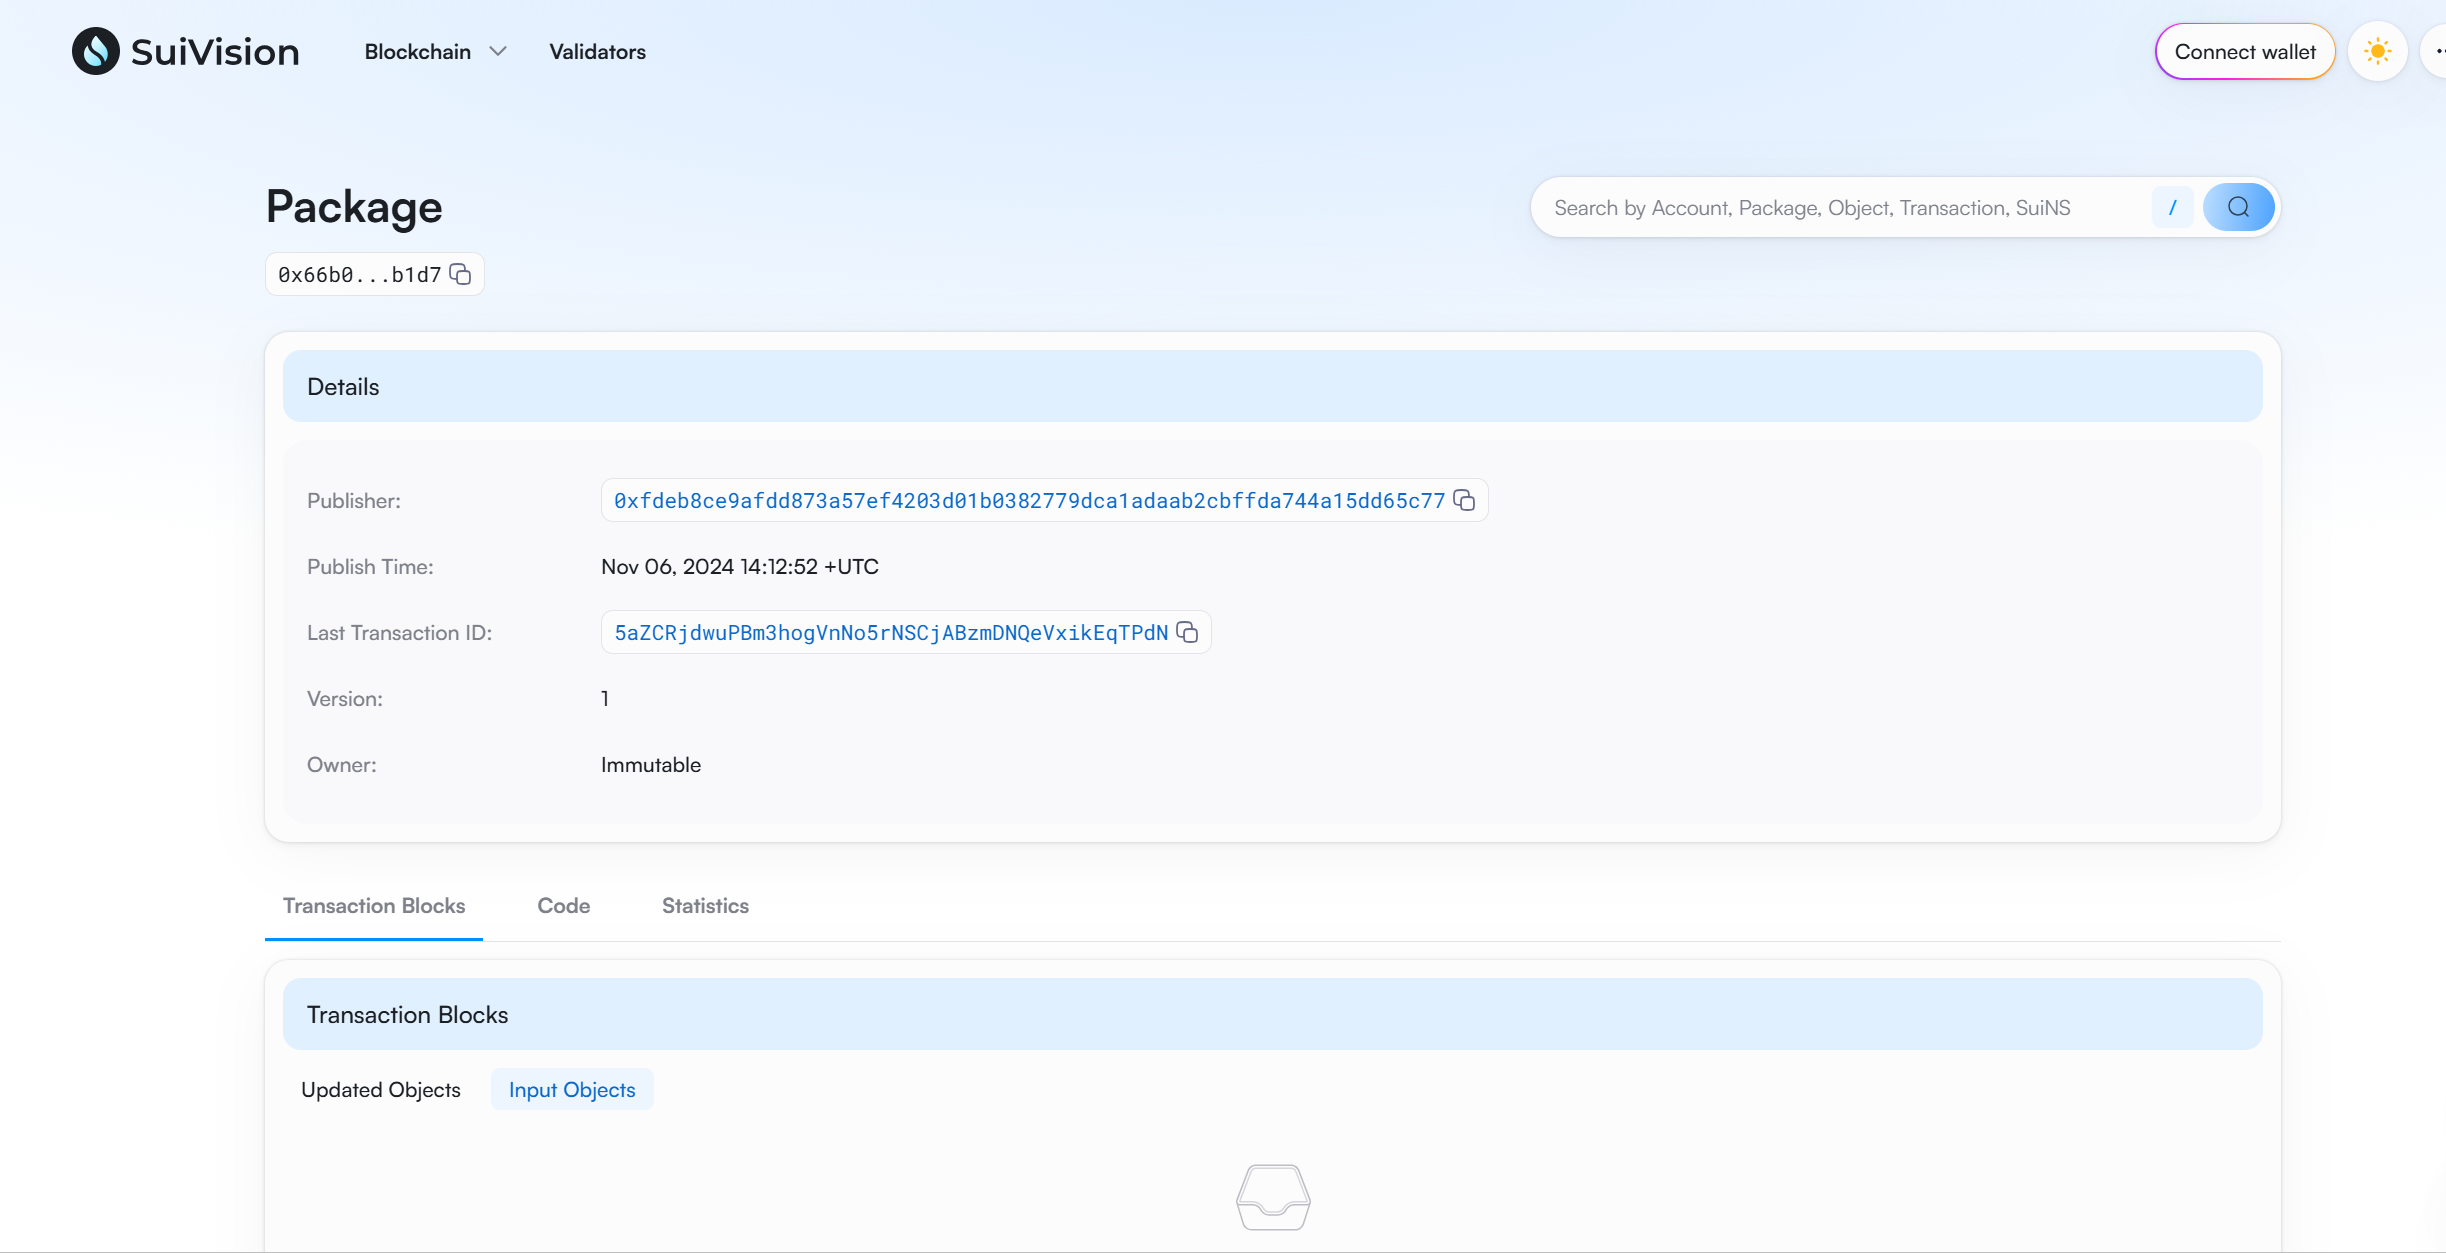 SuiVision
Blockchain
Validators
Connect wallet
Package
Search by Account, Package, Object, Transaction, SuiNS
/
0x66b0...b1d7
Details
Publisher:
0xfdeb8ce9afdd873a57ef4203d01b0382779dca1adaab2cbffda744a15dd65c77
Publish Time:
Nov 06, 2024 14:12:52 +UTC
Last Transaction ID:
5aZCRjdwuPBm3hogVnNo5rNSCjABzmDNQeVxikEqTPdN
Version:
1
Owner:
Immutable
Transaction Blocks
Code
Statistics
Transaction Blocks
Updated Objects
Input Objects